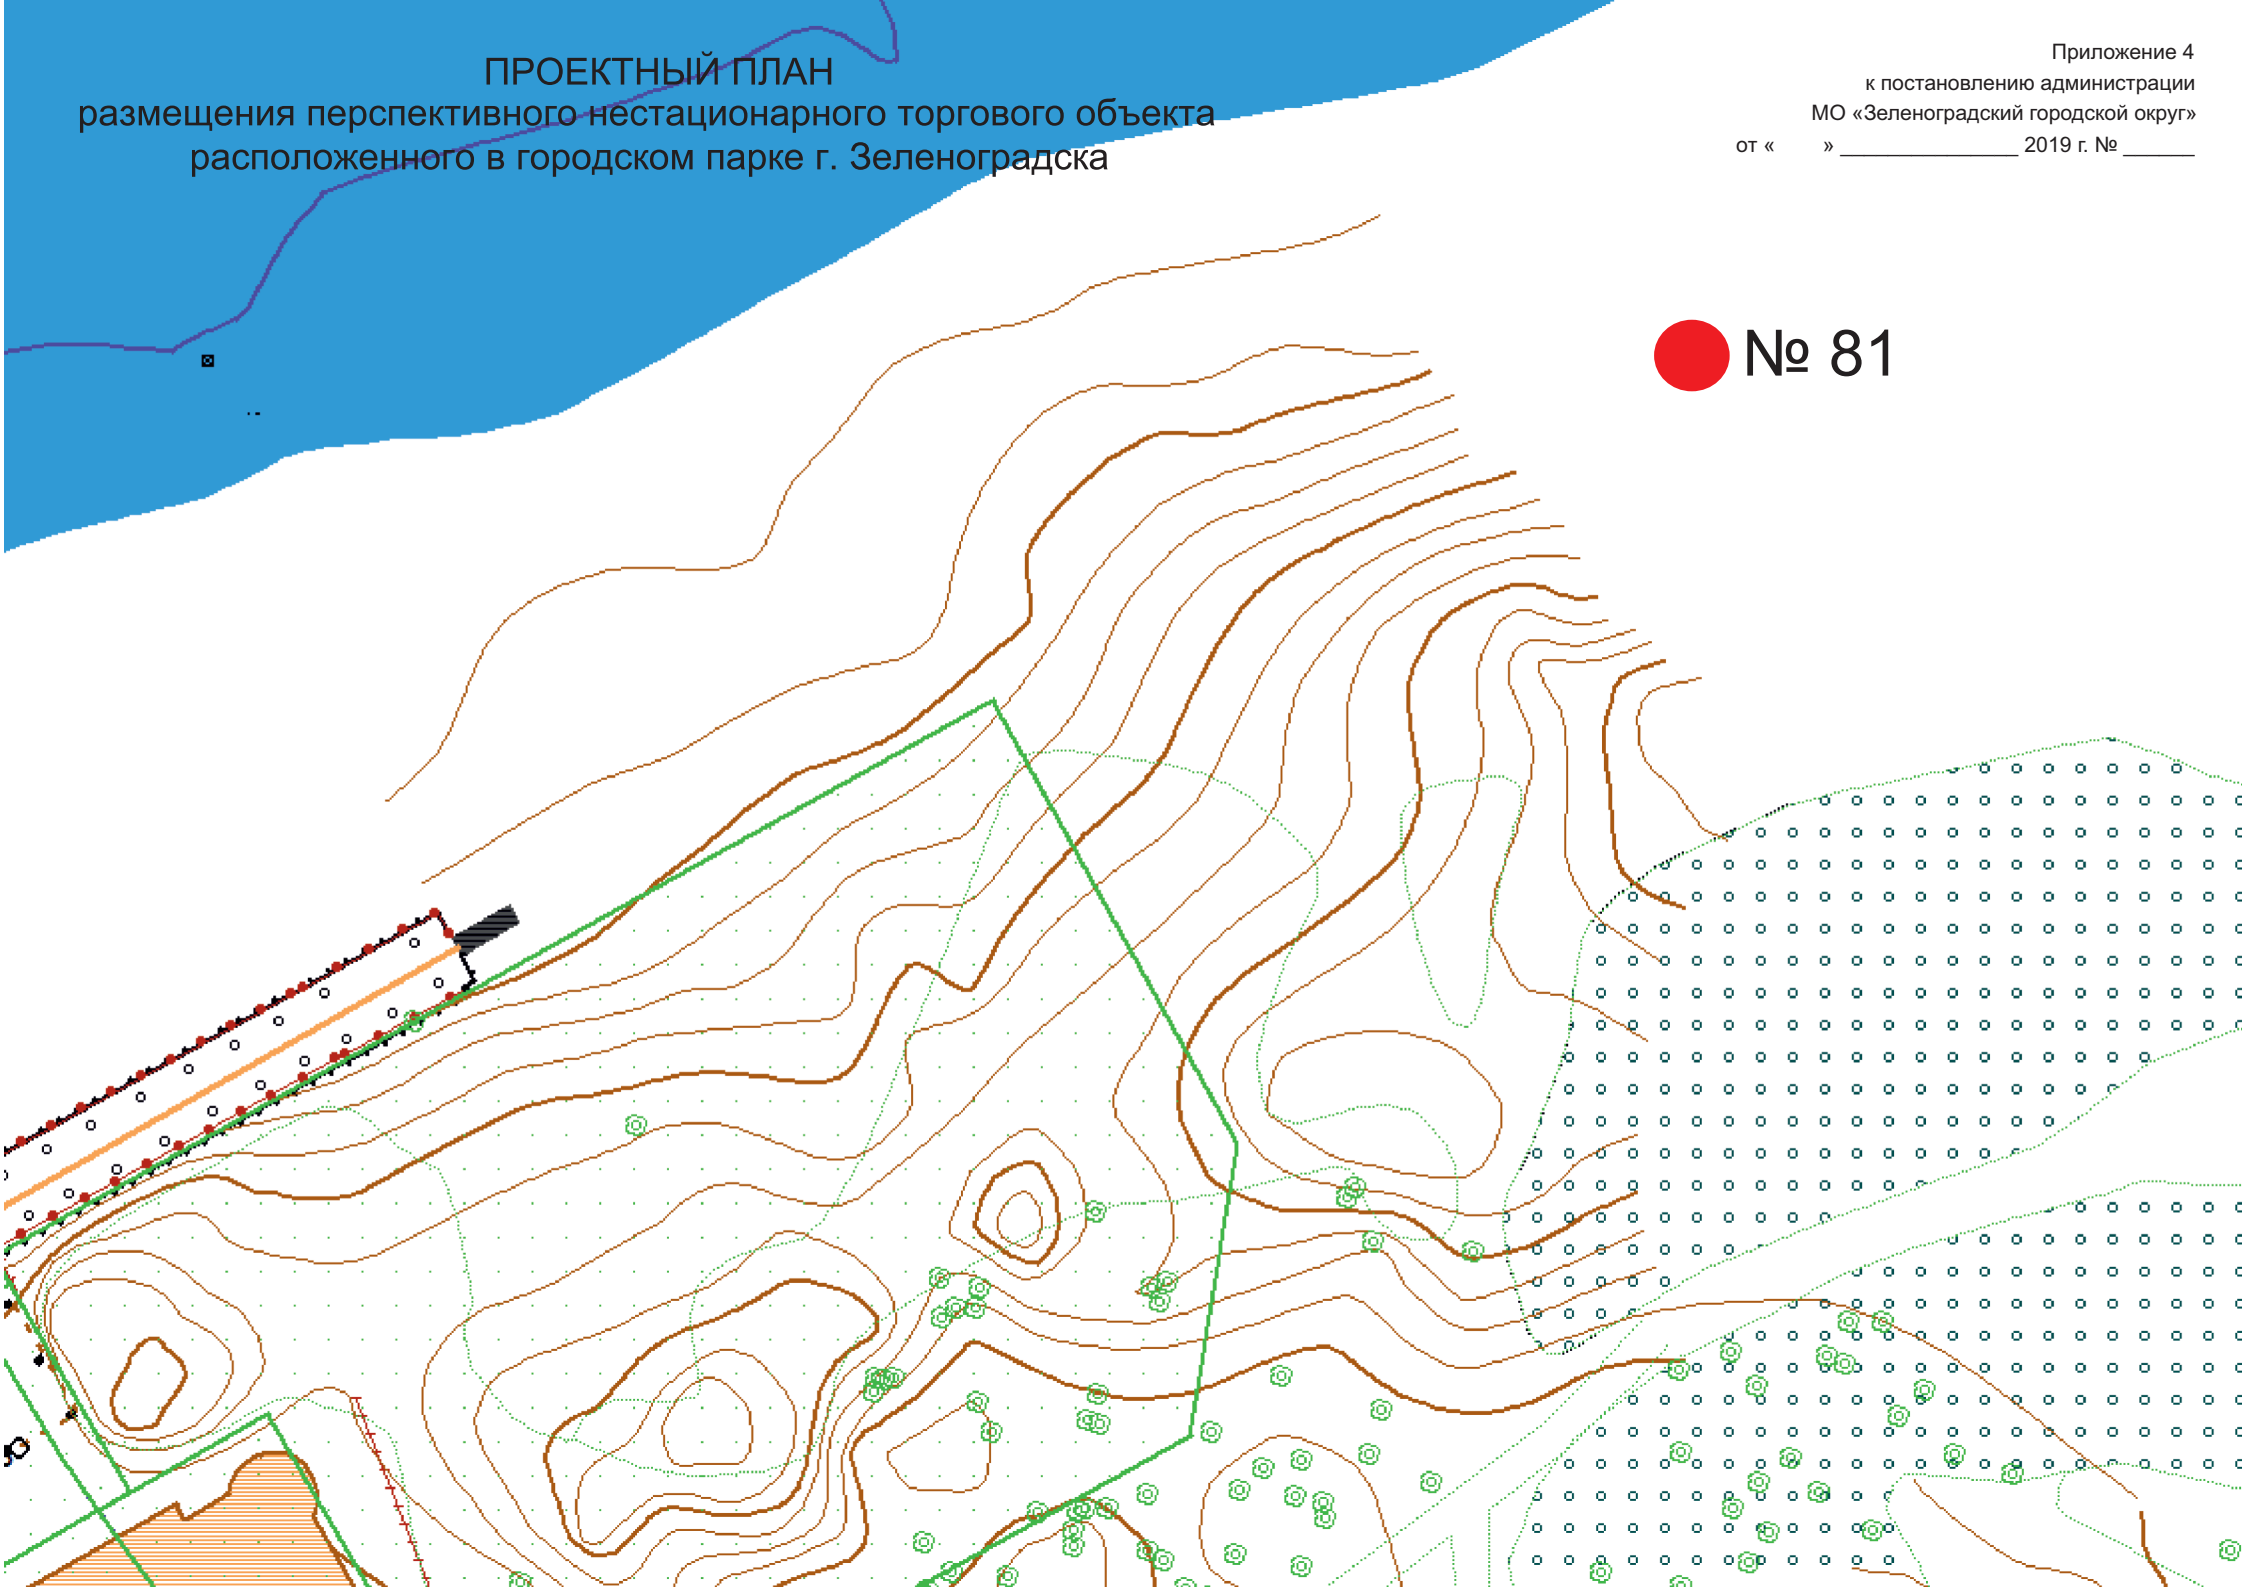 ПРОЕКТНЫЙ ПЛАН
размещения перспективного нестационарного торгового объекта
расположенного в городском парке г. Зеленоградска
Приложение 4
к постановлению администрации
МО «Зеленоградский городской округ»
от « » _______________ 2019 г. № ______
№ 81